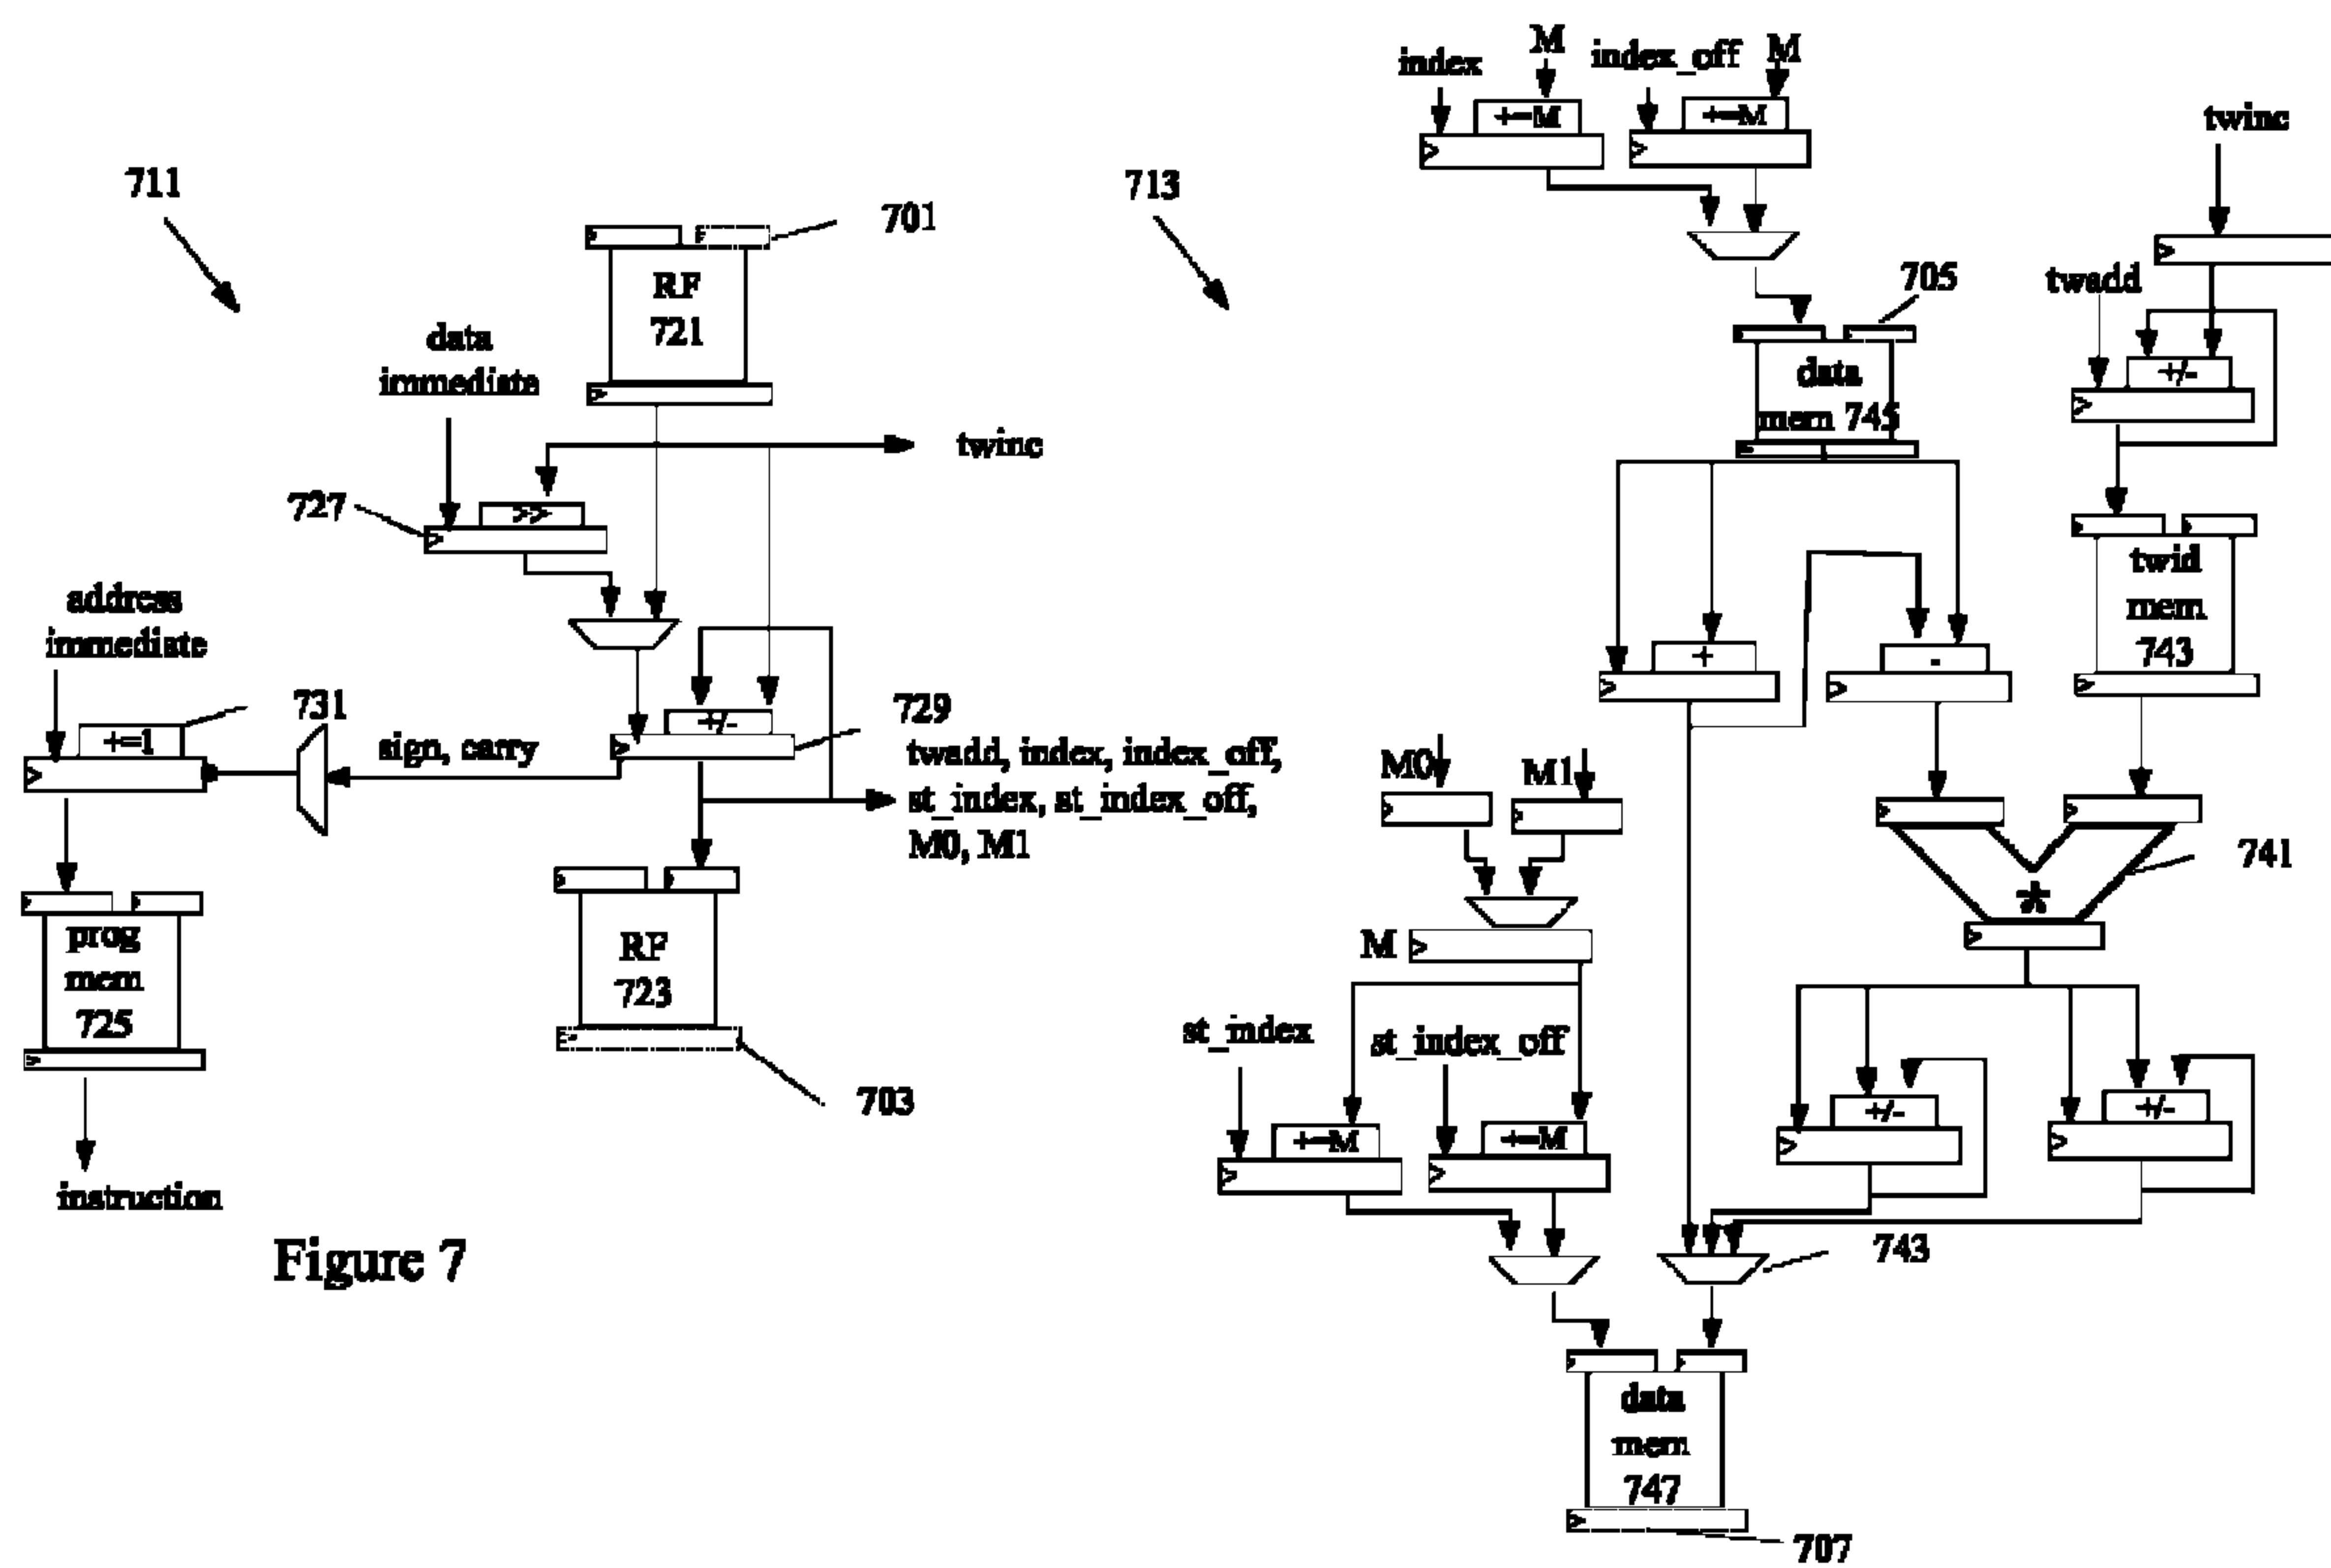 711
701
RF
721
data
immediate
twinc
727
>>
address
immediate
731
+=1
sign, carry
+/-
729
twadd, index, index_off,
st_index, st_index_off,
M0, M1
prog
mem
725
RF
723
703
instruction
Figure 7
713
index
M
index_off
M
+=M
+=M
twinc
705
twadd
data
mem 745
+/-
twid
mem
743
+
-
M0
M1
741
*
M
st_index
st_index_off
+=M
+=M
+/-
+/-
743
data
mem
747
707